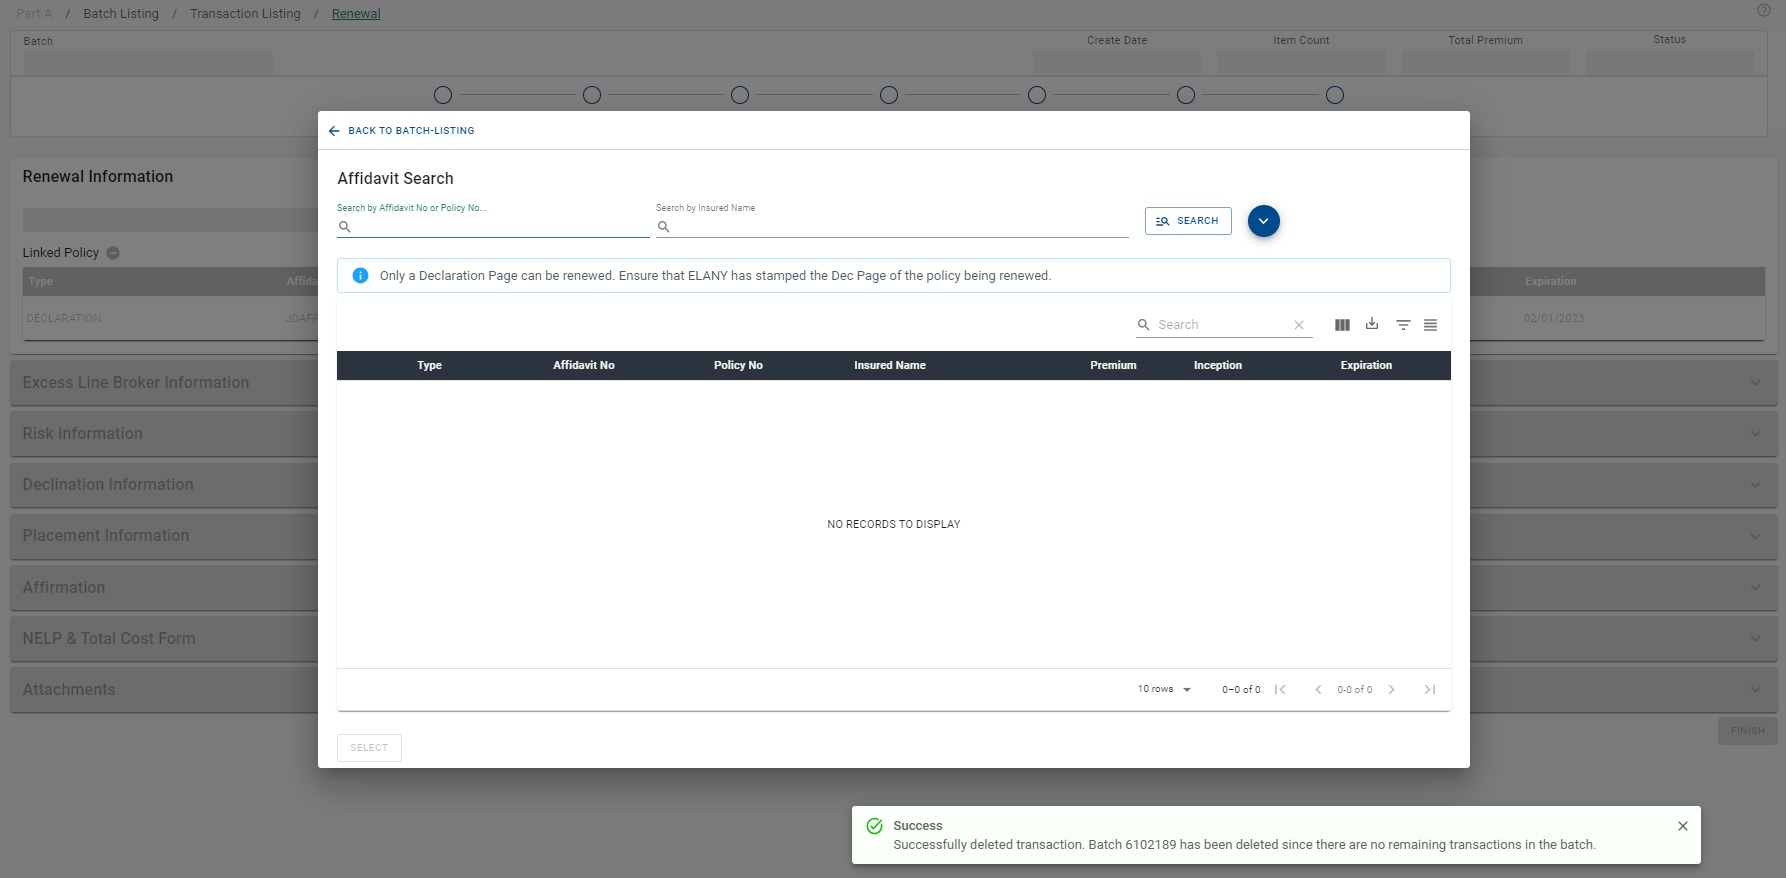 Part A / Batch Listing / Transaction Listing / Renewal
Batch
Create Date
Item Count
Total Premium
Status
BACK TO BATCH-LISTING
Renewal Information
Affidavit Search
Search by Affidavit No or Policy No...
Search by Insured Name
SEARCH
Linked Policy
Only a Declaration Page can be renewed. Ensure that ELANY has stamped the Dec Page of the policy being renewed.
Type Affida Expiration
DECLARATION JDAFF 02/01/2023
Search
Type Affidavit No Policy No Insured Name Premium Inception Expiration
Excess Line Broker Information
Risk Information
Declination Information
Placement Information
Affirmation
NELP & Total Cost Form
Attachments
NO RECORDS TO DISPLAY
10 rows 0–0 of 0 0-0 of 0
FINISH
SELECT
Success
Successfully deleted transaction. Batch 6102189 has been deleted since there are no remaining transactions in the batch.